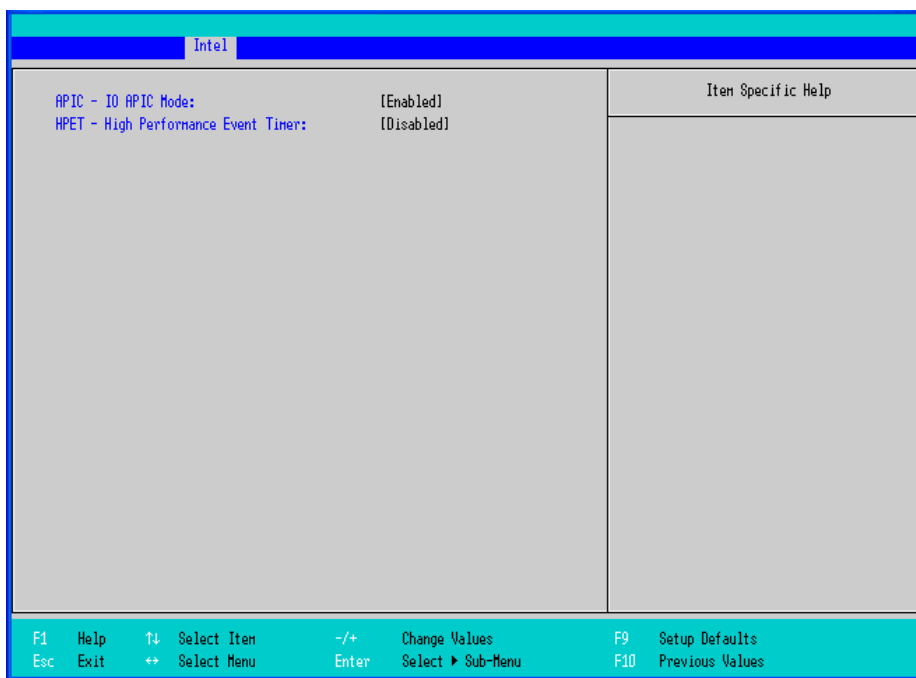 Intel
APIC - IO APIC Mode: [Enabled]
HPET - High Performance Event Timer: [Disabled]
Item Specific Help
F1 Help ↑↓ Select Item -/+ Change Values F9 Setup Defaults
Esc Exit ↔ Select Menu Enter Select ▶ Sub-Menu F10 Previous Values